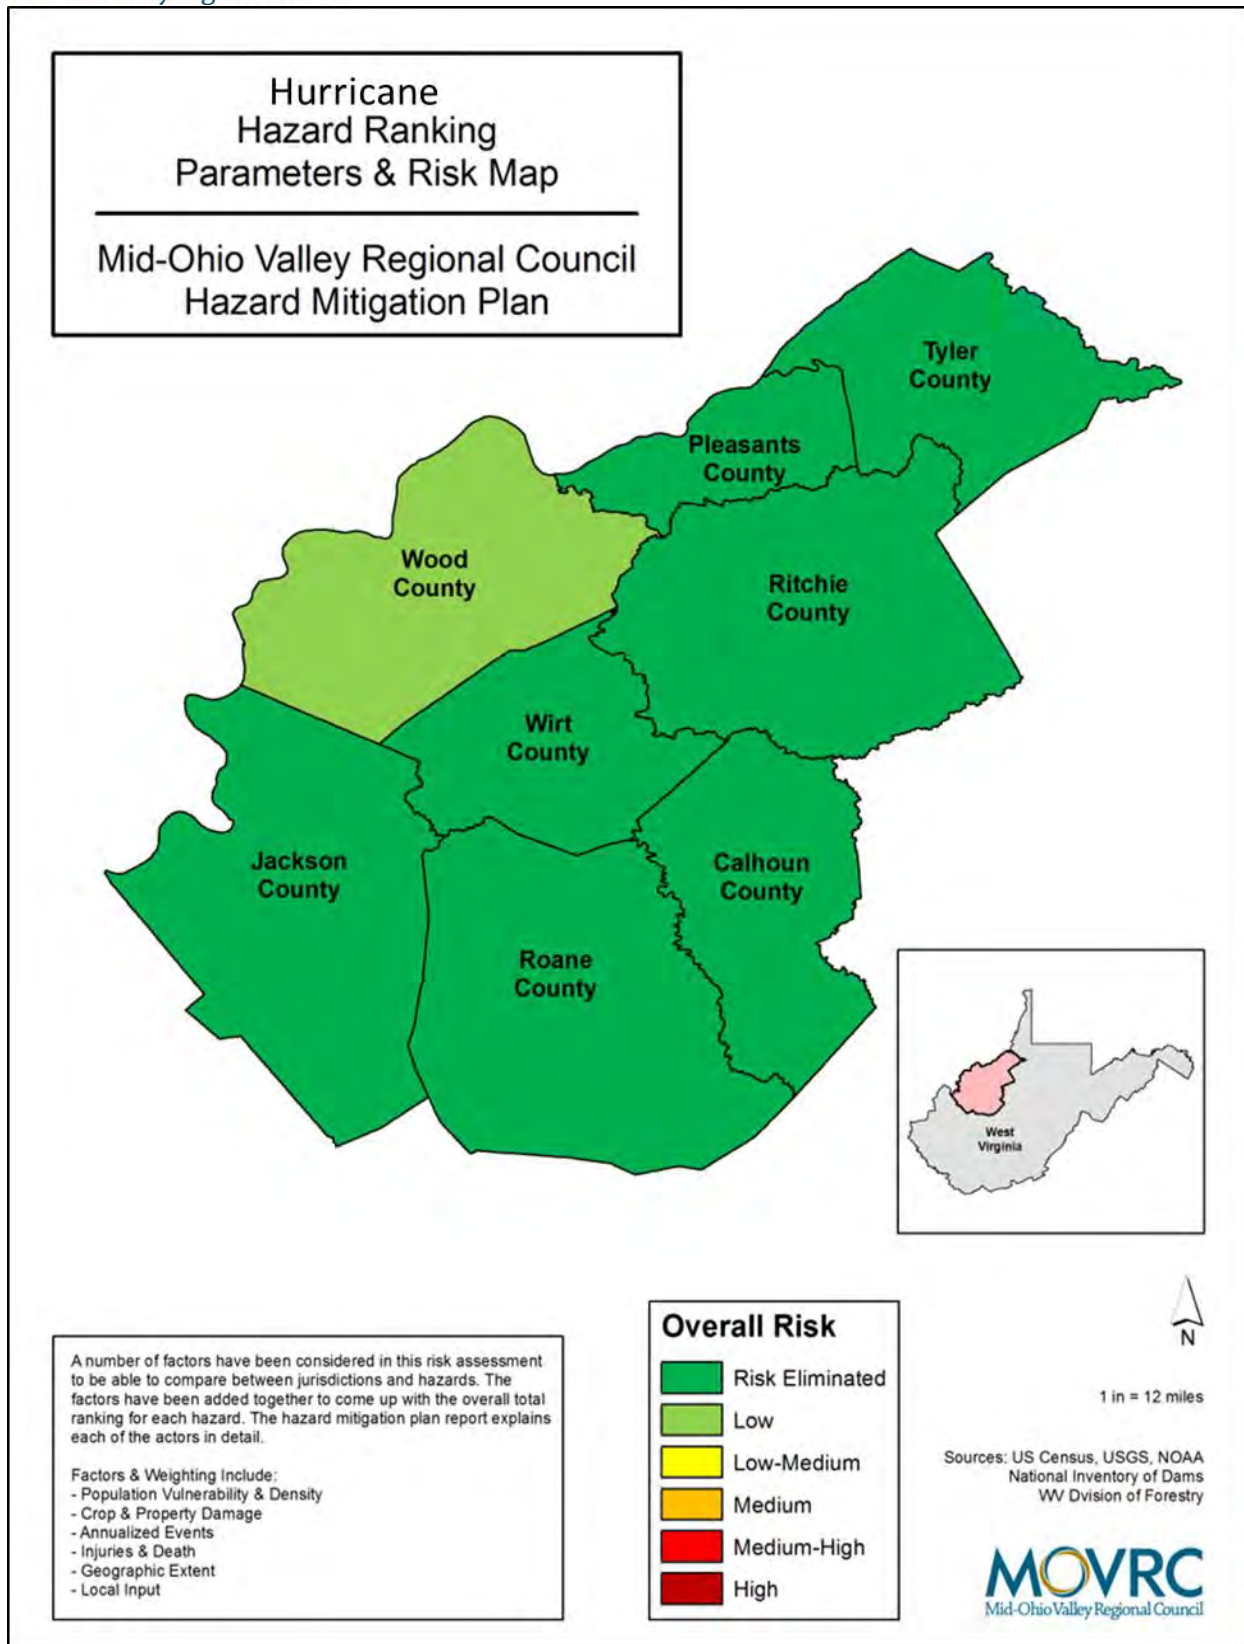 Hurricane
Hazard Ranking
Parameters & Risk Map
Mid-Ohio Valley Regional Council
Hazard Mitigation Plan
Tyler
County
Pleasants
County
Wood
County
Ritchie
County
Wirt
County
Jackson
County
Calhoun
County
Roane
County
West
Virginia
N
1 in = 12 miles
Sources: US Census, USGS, NOAA
National Inventory of Dams
WV Division of Forestry
MOVRC
Mid-Ohio Valley Regional Council
Overall Risk
Risk Eliminated
Low
Low-Medium
Medium
Medium-High
High
A number of factors have been considered in this risk assessment
to be able to compare between jurisdictions and hazards. The
factors have been added together to come up with the overall total
ranking for each hazard. The hazard mitigation plan report explains
each of the actors in detail.
Factors & Weighting Include:
- Population Vulnerability & Density
- Crop & Property Damage
- Annualized Events
- Injuries & Death
- Geographic Extent
- Local Input